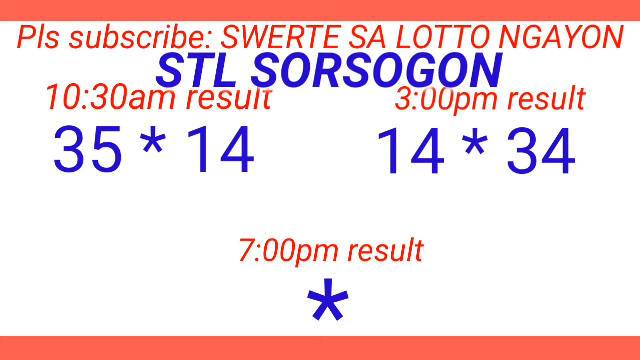 Pls subscribe: SWERTE SA LOTTO NGAYON
STL SORSOGON
10:30am result
3:00pm result
35 * 14
14 * 34
7:00pm result
*